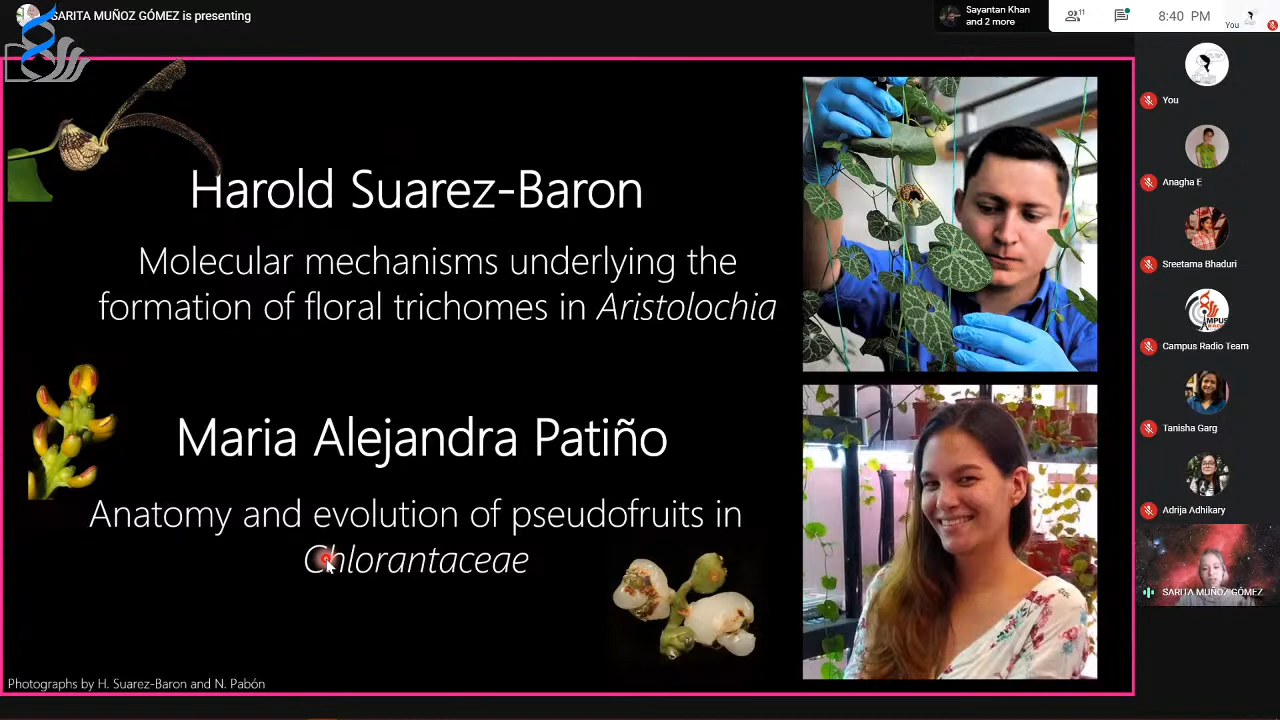 SARITA MUÑOZ GÓMEZ is presenting
Sayantan Khan
and 2 more
11
8:40 PM
You
Harold Suarez-Baron
Molecular mechanisms underlying the
formation of floral trichomes in Aristolochia
Maria Alejandra Patiño
Anatomy and evolution of pseudofruits in
Chlorantaceae
Photographs by H. Suarez-Baron and N. Pabón
You
Anagha E
Sreetama Bhaduri
Campus Radio Team
Tanisha Garg
Adrija Adhikary
SARITA MUÑOZ GÓMEZ